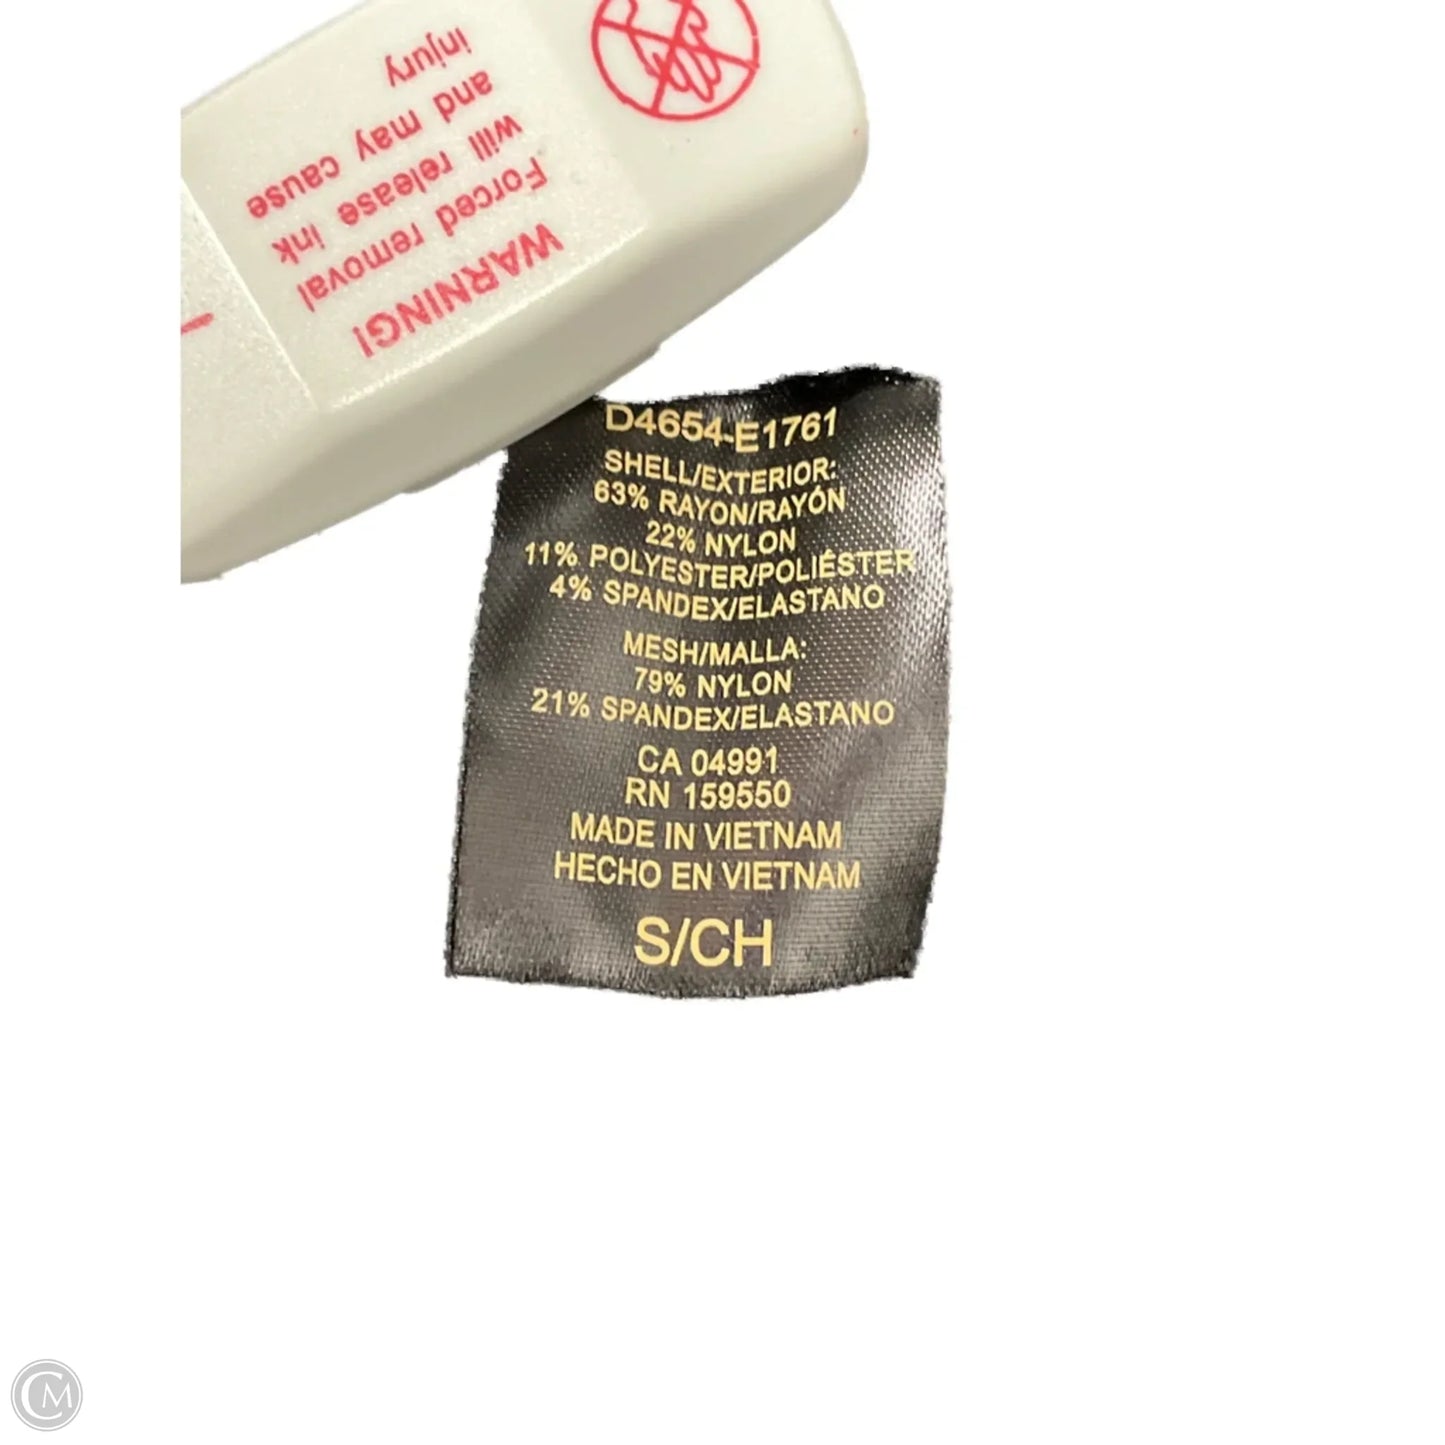 WARNING!
Forced removal
will release ink
and may cause
injury
D4654-E1761
SHELL/EXTERIOR:
63% RAYON/RAYÓN
22% NYLON
11% POLYESTER/POLIÉSTER
4% SPANDEX/ELASTANO
MESH/MALLA:
79% NYLON
21% SPANDEX/ELASTANO
CA 04991
RN 159550
MADE IN VIETNAM
HECHO EN VIETNAM
S/CH
CM